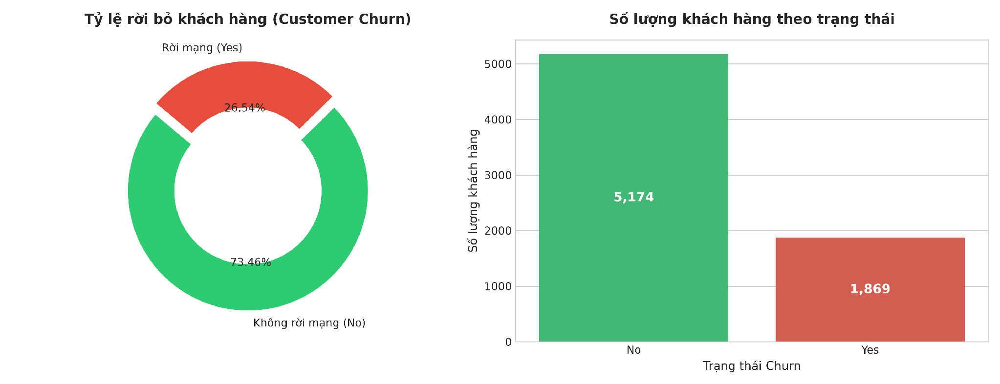 Tỷ lệ rời bỏ khách hàng (Customer Churn)
Rời mạng (Yes)
26.54%
73.46%
Không rời mạng (No)
Số lượng khách hàng theo trạng thái
Số lượng khách hàng
5000
4000
3000
2000
1000
0
5,174
1,869
No
Yes
Trạng thái Churn